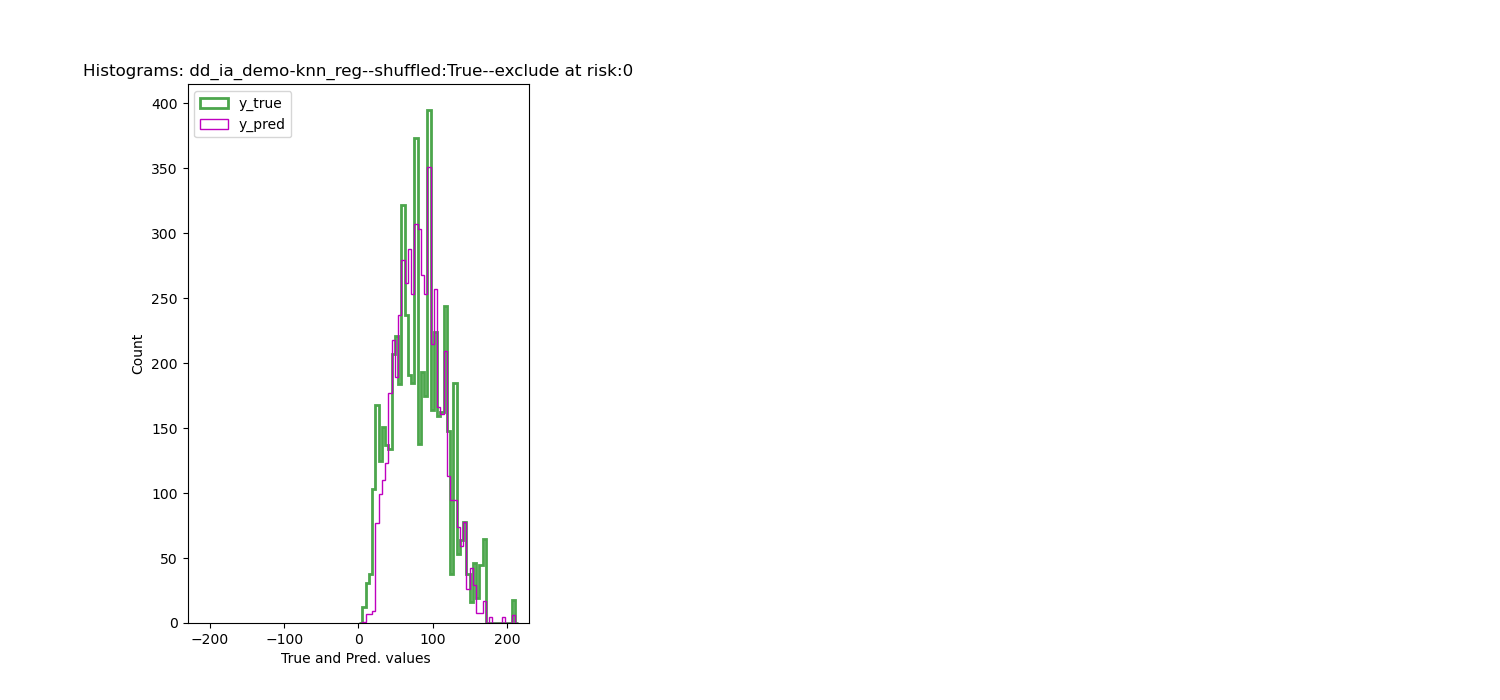 Histograms: dd_ia_demo-knn_reg--shuffled:True--exclude at risk:0
y_true
y_pred
400
350
300
250
200
150
100
50
0
Count
−200
−100
0
100
200
True and Pred. values